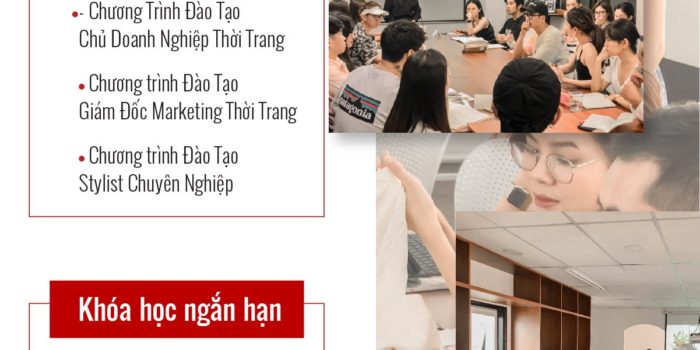 - Chương Trình Đào Tạo
Chủ Doanh Nghiệp Thời Trang
Chương trình Đào Tạo
Giám Đốc Marketing Thời Trang
Chương trình Đào Tạo
Stylist Chuyên Nghiệp
patagonia
Khóa học ngắn hạn